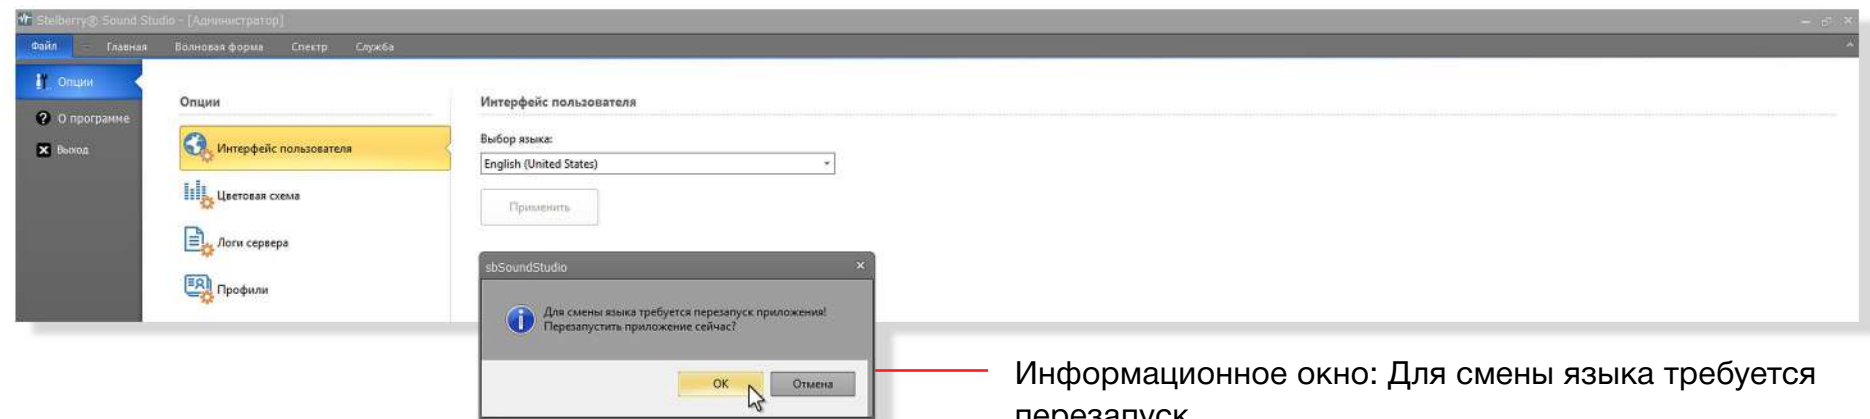 Stelberry® Sound Studio - [Администратор]
Файл Главная Волновая форма Спектр Служба
Опции
О программе
Выход
Опции
Интерфейс пользователя
Цветовая схема
Логи сервера
Профили
Интерфейс пользователя
Выбор языка:
English (United States)
Применить
sbSoundStudio
Для смены языка требуется перезапуск приложения!
Перезапустить приложение сейчас?
OK Отмена
Информационное окно: Для смены языка требуется
перезапуск